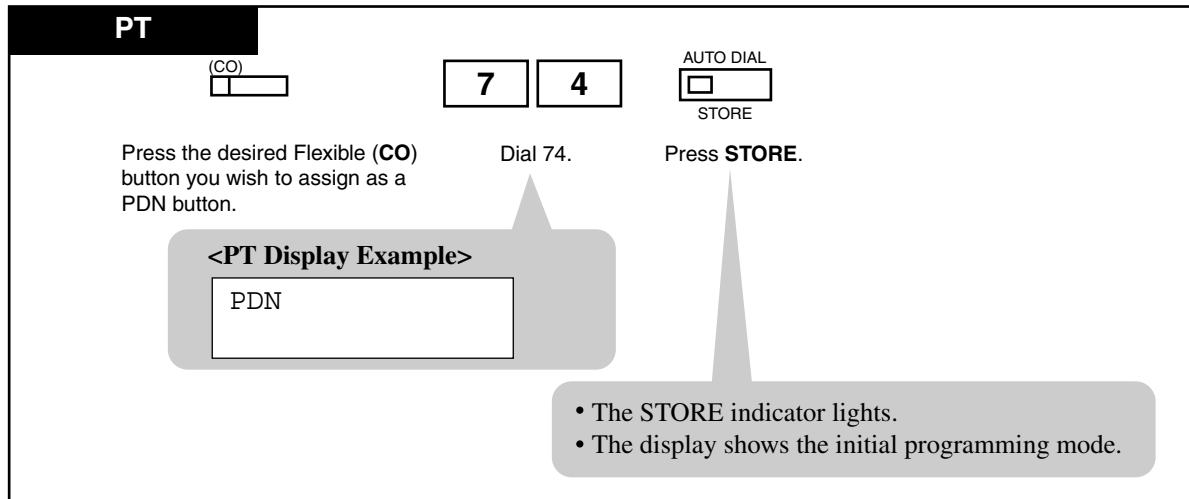 PT
(CO)
7 4
AUTO DIAL
STORE
Press the desired Flexible (CO)
button you wish to assign as a
PDN button.
Dial 74.
Press STORE.
<PT Display Example>
PDN
• The STORE indicator lights.
• The display shows the initial programming mode.